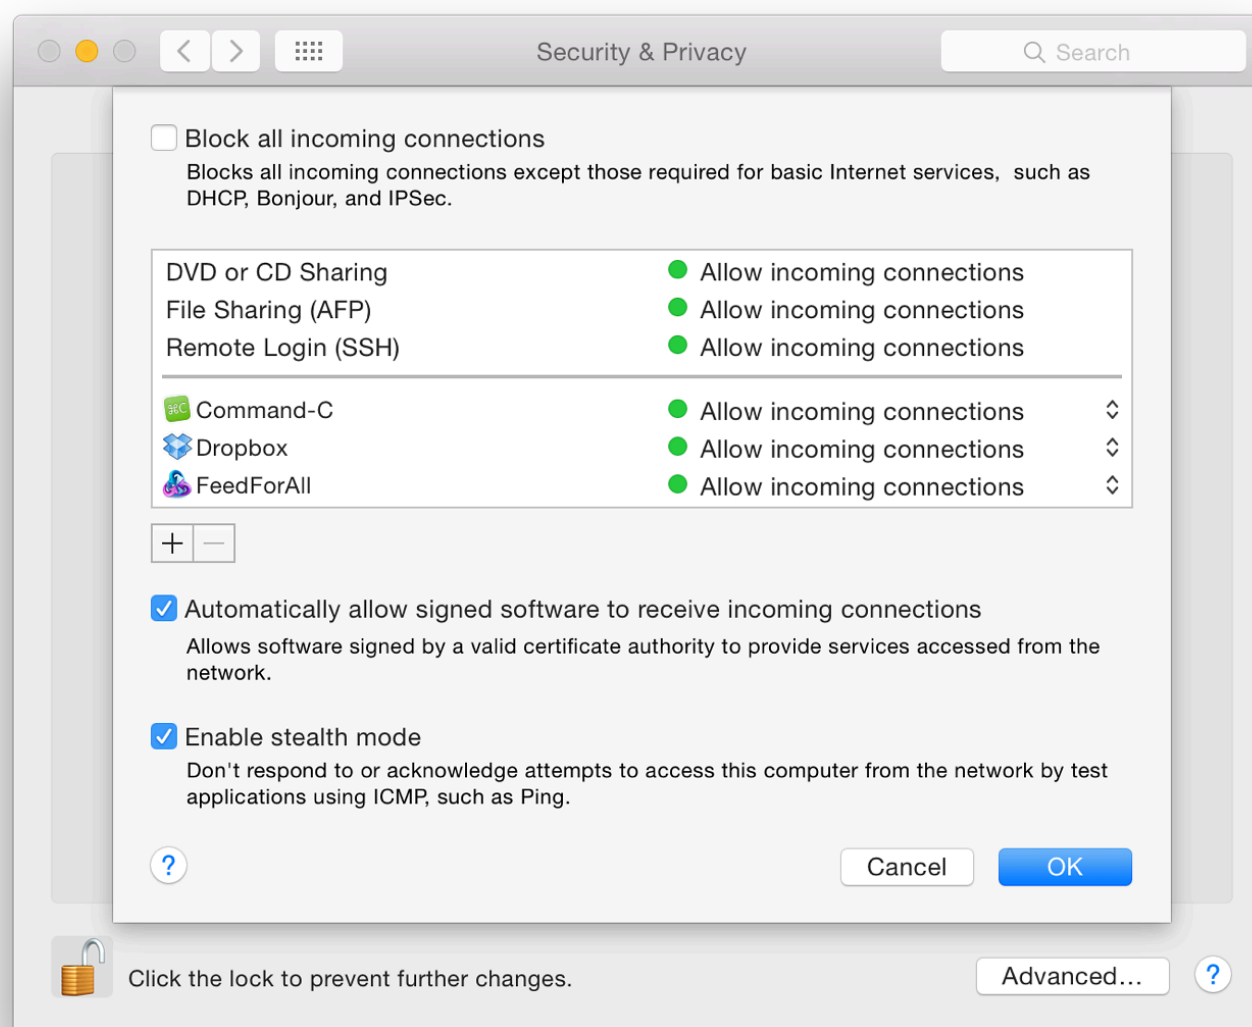 Security & Privacy
Search
Block all incoming connections
Blocks all incoming connections except those required for basic Internet services, such as
DHCP, Bonjour, and IPSec.
DVD or CD Sharing Allow incoming connections
File Sharing (AFP) Allow incoming connections
Remote Login (SSH) Allow incoming connections
⌘C Command-C Allow incoming connections
Dropbox Allow incoming connections
FeedForAll Allow incoming connections
Automatically allow signed software to receive incoming connections
Allows software signed by a valid certificate authority to provide services accessed from the
network.
Enable stealth mode
Don't respond to or acknowledge attempts to access this computer from the network by test
applications using ICMP, such as Ping.
? Cancel OK
Click the lock to prevent further changes. Advanced... ?